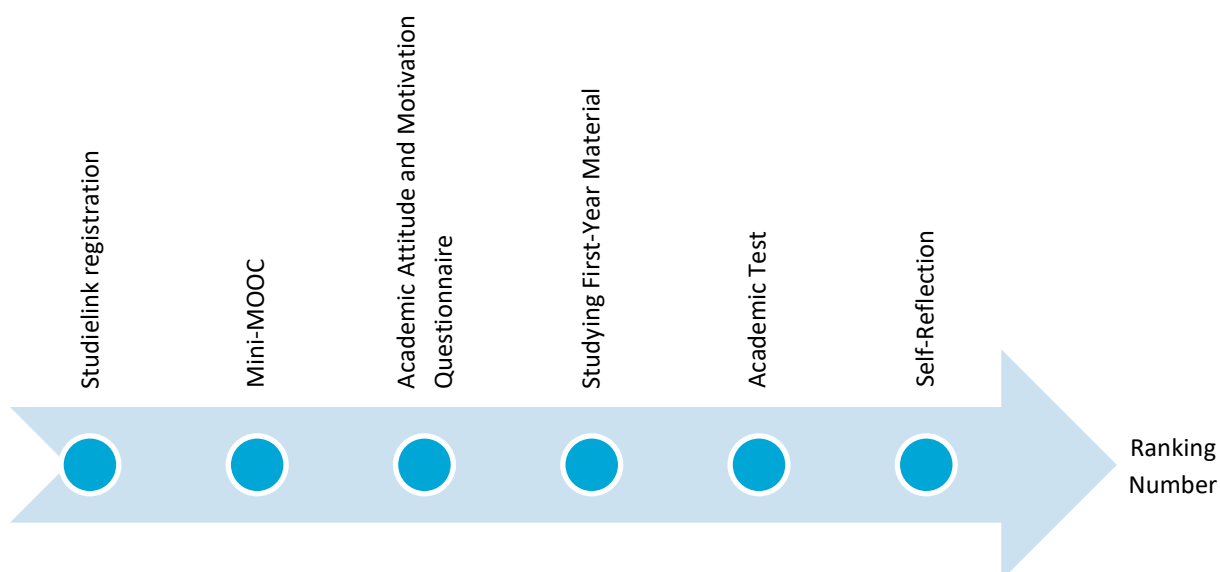 Studielink registration
Mini-MOOC
Academic Attitude and Motivation
Questionnaire
Studying First-Year Material
Academic Test
Self-Reflection
Ranking
Number